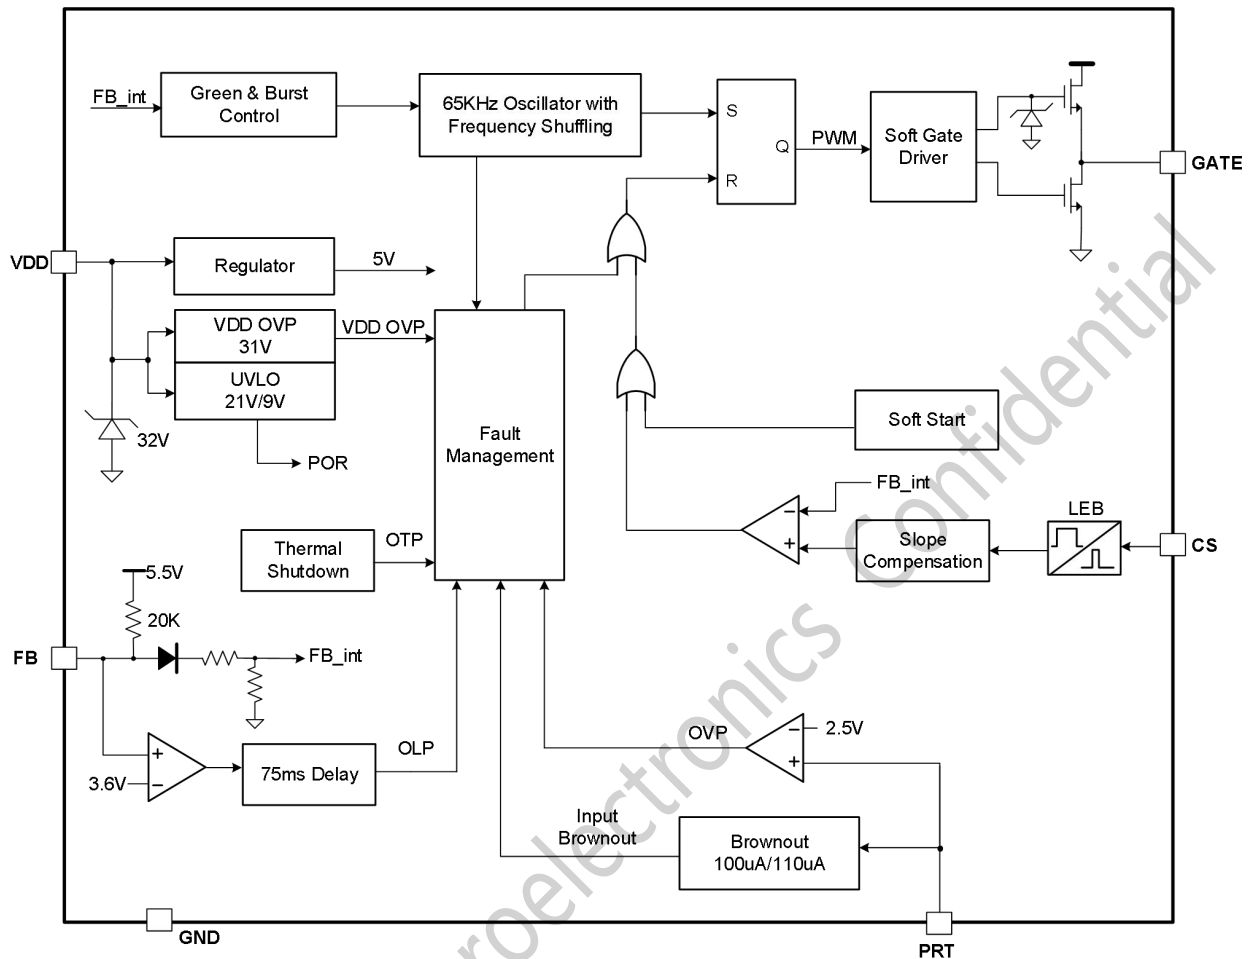 FB_int
Green & Burst
Control
65KHz Oscillator with
Frequency Shuffling
S
R
Q
PWM
Soft Gate
Driver
GATE
VDD
Regulator
5V
VDD OVP
31V
VDD OVP
UVLO
21V/9V
32V
POR
Fault
Management
Soft Start
FB_int
LEB
CS
Slope
Compensation
Thermal
Shutdown
OTP
5.5V
20K
FB
FB_int
3.6V
75ms Delay
OLP
OVP
2.5V
Input
Brownout
Brownout
100uA/110uA
GND
PRT
roelectronics Confidential